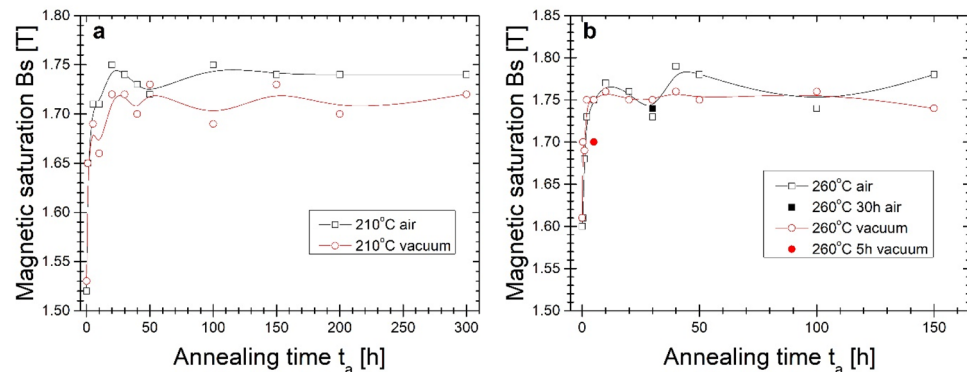 a
1.80
1.75
1.70
1.65
1.60
1.55
1.50
0
50
100
150
200
250
300
Magnetic saturation Bs [T]
Annealing time tₐ [h]
210°C air
210°C vacuum
b
1.85
1.80
1.75
1.70
1.65
1.60
1.55
1.50
0
50
100
150
Magnetic saturation Bs [T]
Annealing time tₐ [h]
260°C air
260°C 30h air
260°C vacuum
260°C 5h vacuum